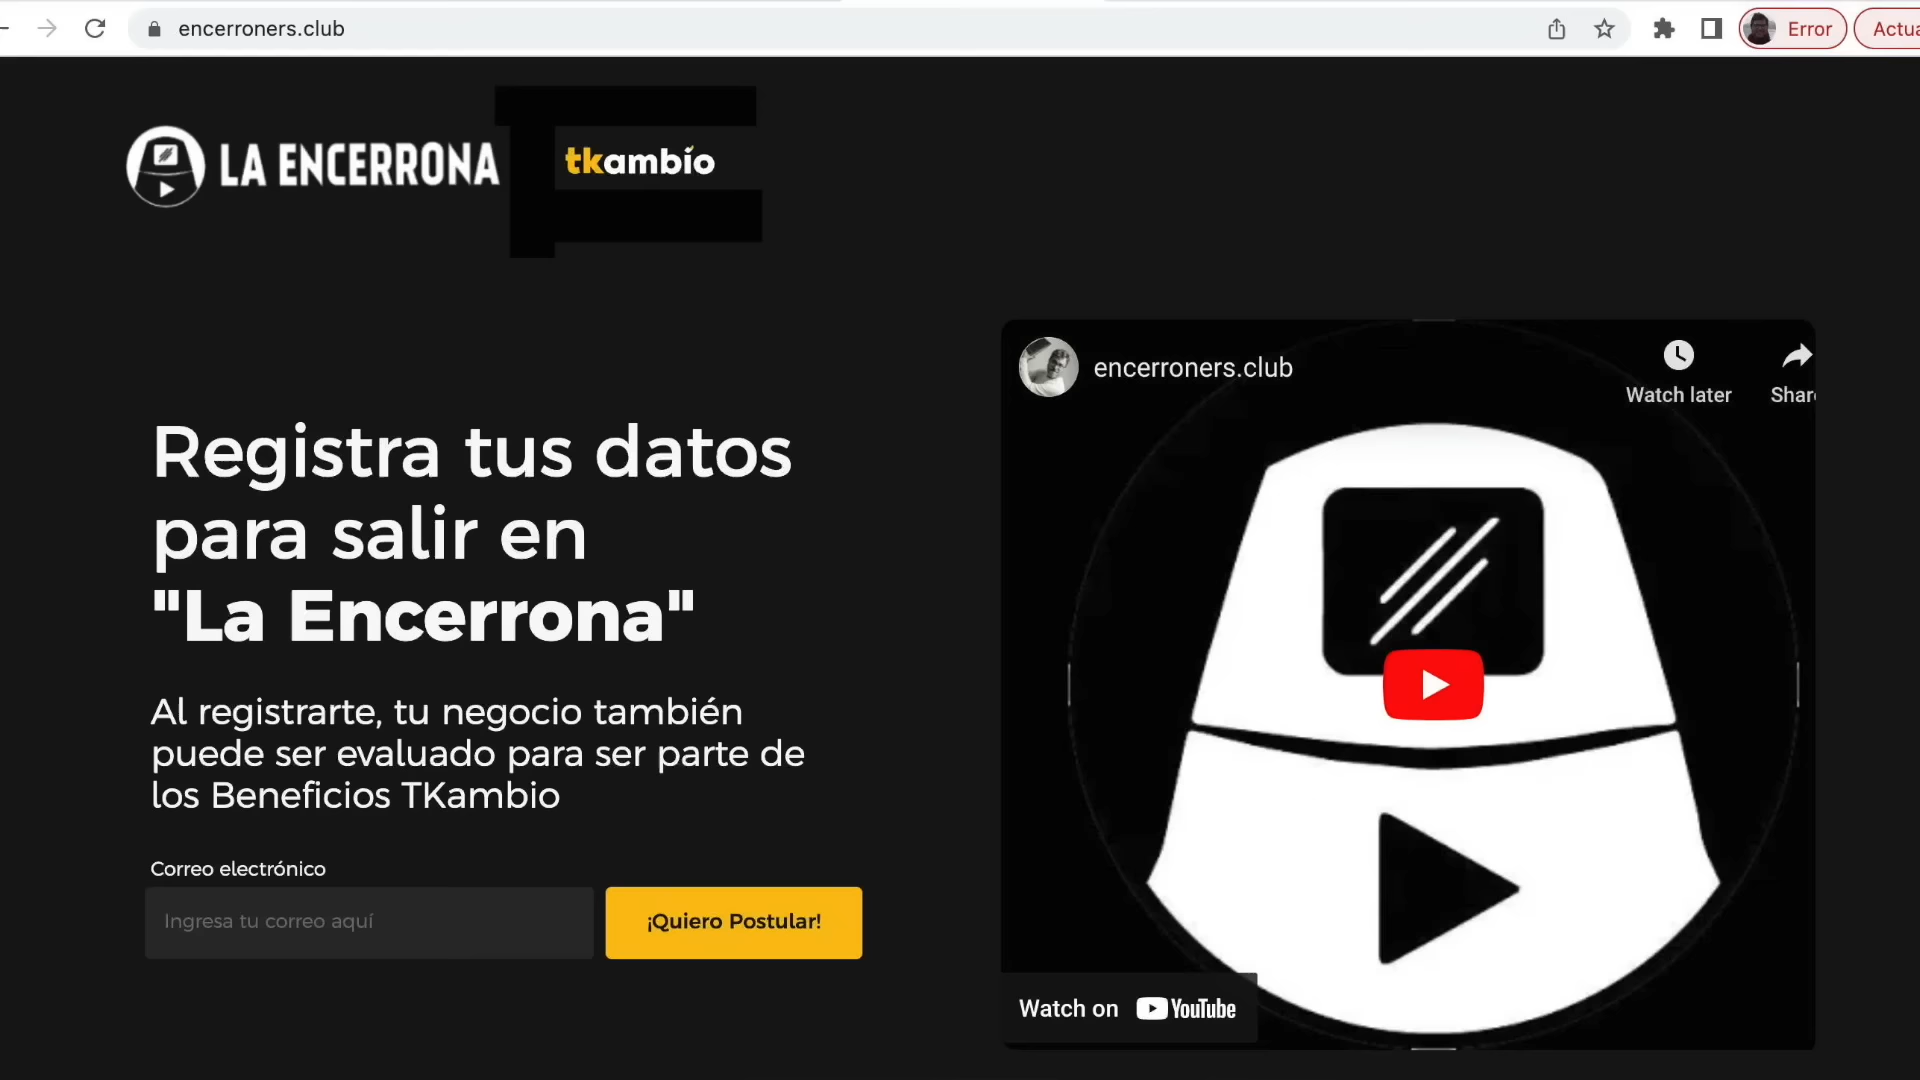 encerroners.club
Error
Actua
LA ENCERRONA
tkambio
encerroners.club
Watch later
Share
Registra tus datos
para salir en
"La Encerrona"
Al registrarte, tu negocio también
puede ser evaluado para ser parte de
los Beneficios TKambio
Correo electrónico
Ingresa tu correo aquí
¡Quiero Postular!
Watch on YouTube